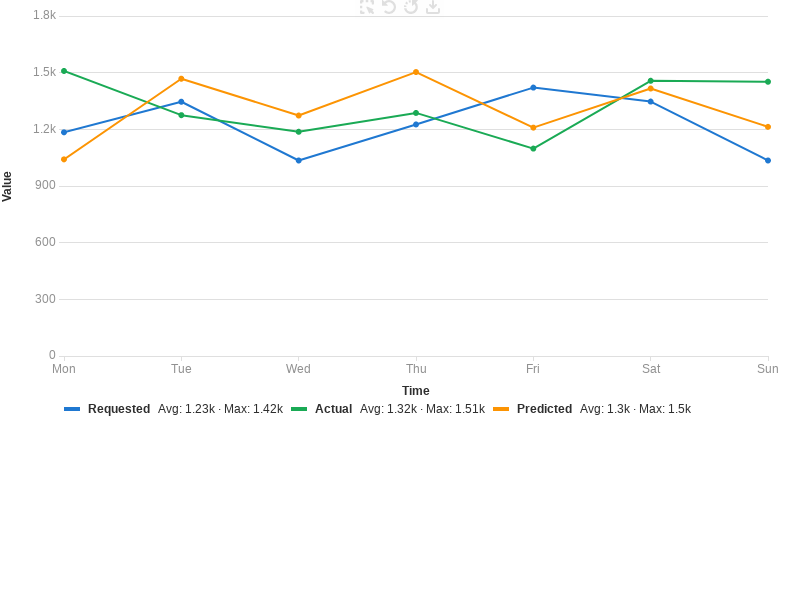 1.8k
1.5k
1.2k
900
600
300
0
Value
Mon Tue Wed Thu Fri Sat Sun
Time
Requested Avg: 1.23k · Max: 1.42k Actual Avg: 1.32k · Max: 1.51k Predicted Avg: 1.3k · Max: 1.5k